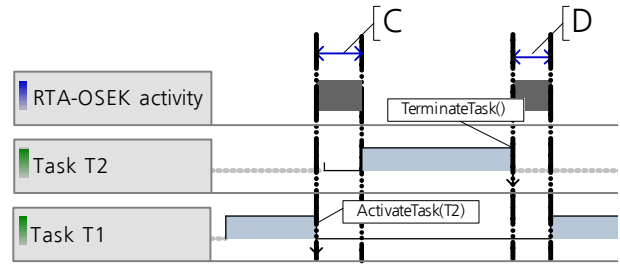 C
D
RTA-OSEK activity
TerminateTask()
Task T2
ActivateTask(T2)
Task T1